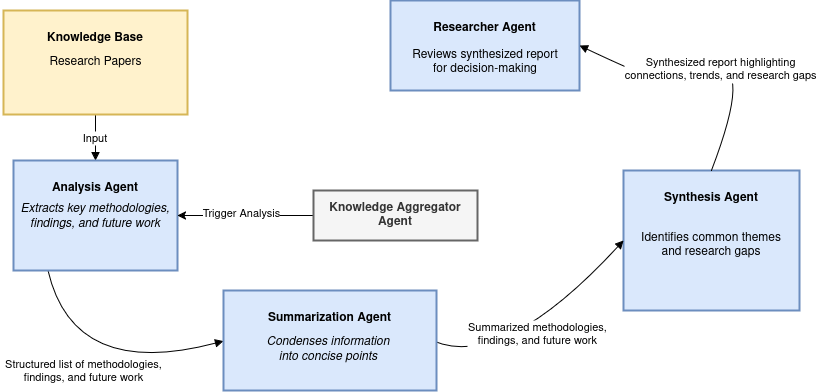 Knowledge Base
Research Papers
Researcher Agent
Reviews synthesized report
for decision-making
Synthesized report highlighting
connections, trends, and research gaps
Input
Analysis Agent
Extracts key methodologies,
findings, and future work
Trigger Analysis
Knowledge Aggregator
Agent
Synthesis Agent
Identifies common themes
and research gaps
Summarization Agent
Condenses information
into concise points
Summarized methodologies,
findings, and future work
Structured list of methodologies,
findings, and future work